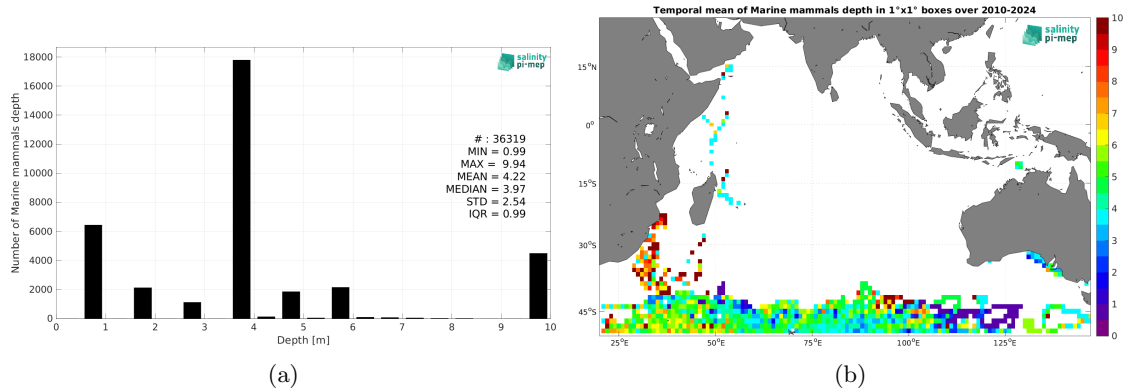 18000
16000
14000
12000
10000
8000
6000
4000
2000
0
Number of Marine mammals depth
salinity
pi-mep
# : 36319
MIN = 0.99
MAX = 9.94
MEAN = 4.22
MEDIAN = 3.97
STD = 2.54
IQR = 0.99
0 1 2 3 4 5 6 7 8 9 10
Depth [m]
(a)
Temporal mean of Marine mammals depth in 1°x1° boxes over 2010-2024
salinity
pi-mep
15°N
0°
15°S
30°S
45°S
25°E 50°E 75°E 100°E 125°E
10
9
8
7
6
5
4
3
2
1
0
(b)